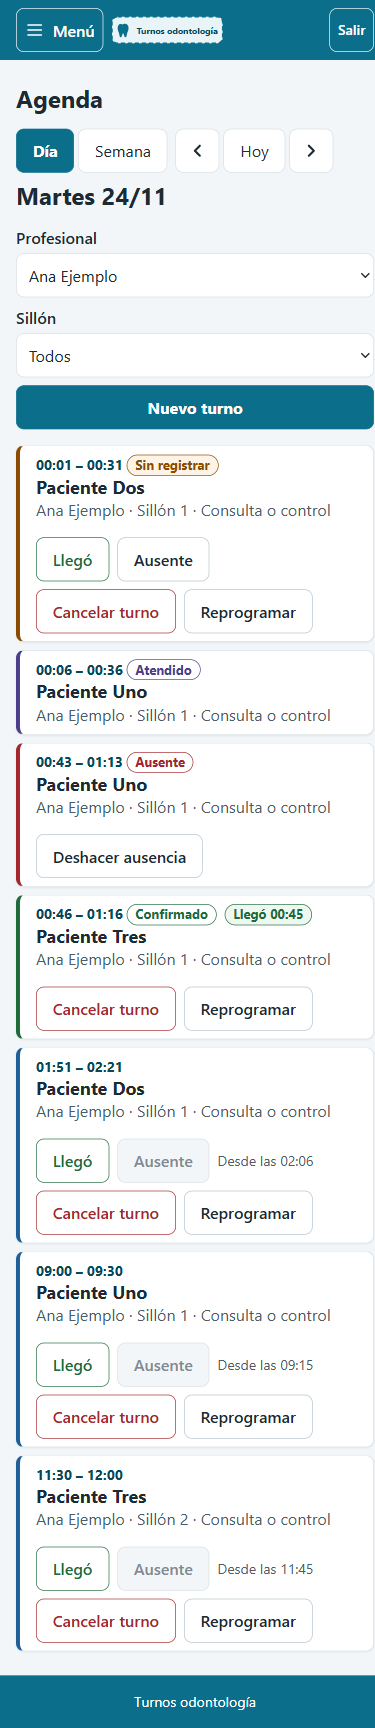 Menú
Turnos odontología
Salir
Agenda
Día Semana Hoy
Martes 24/11
Profesional
Ana Ejemplo
Sillón
Todos
Nuevo turno
00:01 – 00:31 Sin registrar
Paciente Dos
Ana Ejemplo · Sillón 1 · Consulta o control
Llegó Ausente
Cancelar turno Reprogramar
00:06 – 00:36 Atendido
Paciente Uno
Ana Ejemplo · Sillón 1 · Consulta o control
00:43 – 01:13 Ausente
Paciente Uno
Ana Ejemplo · Sillón 1 · Consulta o control
Deshacer ausencia
00:46 – 01:16 Confirmado Llegó 00:45
Paciente Tres
Ana Ejemplo · Sillón 1 · Consulta o control
Cancelar turno Reprogramar
01:51 – 02:21
Paciente Dos
Ana Ejemplo · Sillón 1 · Consulta o control
Llegó Ausente Desde las 02:06
Cancelar turno Reprogramar
09:00 – 09:30
Paciente Uno
Ana Ejemplo · Sillón 1 · Consulta o control
Llegó Ausente Desde las 09:15
Cancelar turno Reprogramar
11:30 – 12:00
Paciente Tres
Ana Ejemplo · Sillón 2 · Consulta o control
Llegó Ausente Desde las 11:45
Cancelar turno Reprogramar
Turnos odontología